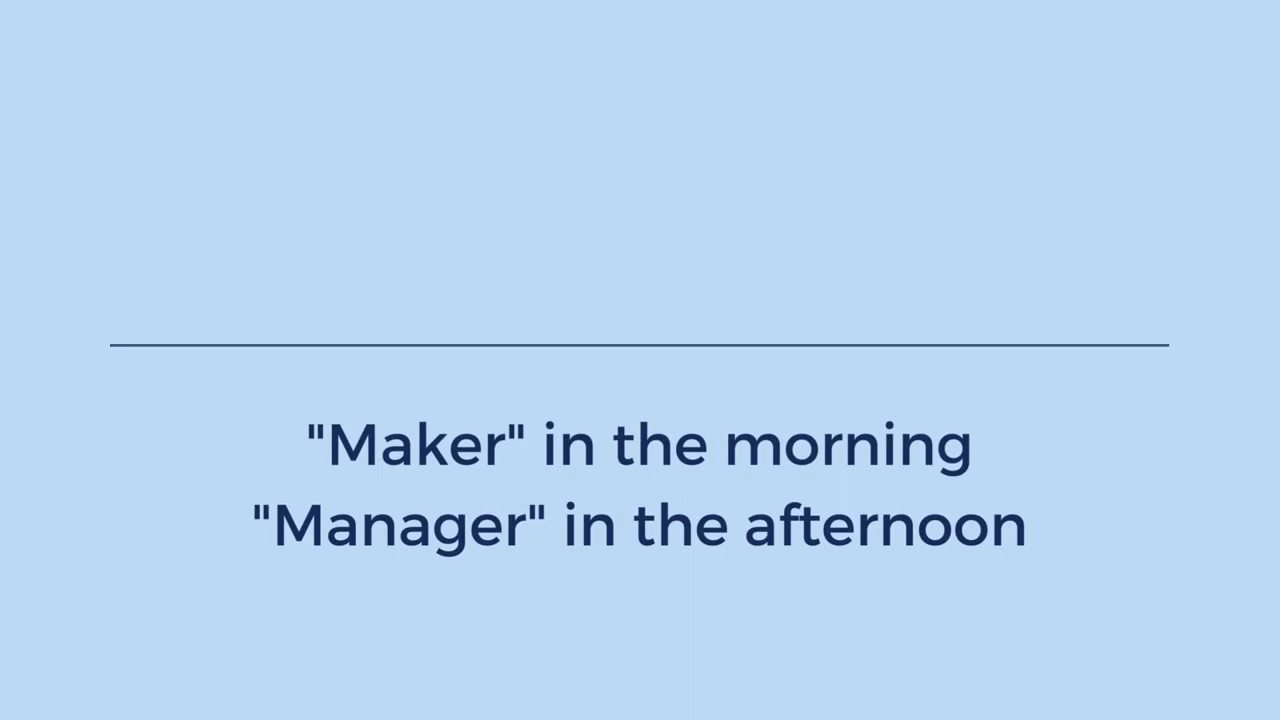 "Maker" in the morning
"Manager" in the afternoon